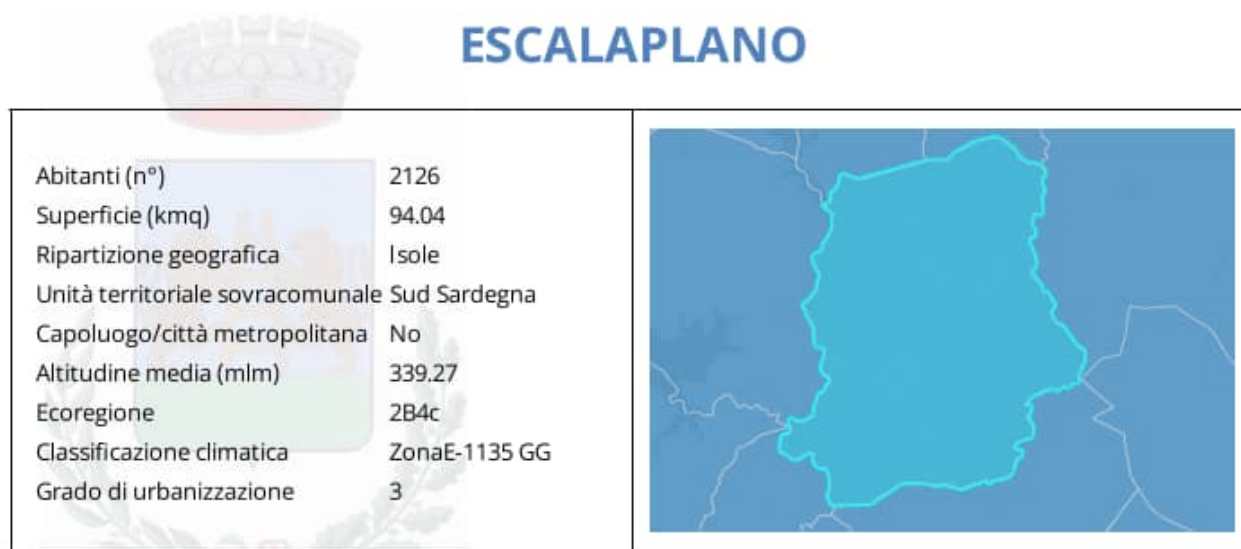 ESCALAPLANO
Abitanti (n°) 2126
Superficie (kmq) 94.04
Ripartizione geografica Isole
Unità territoriale sovracomunale Sud Sardegna
Capoluogo/città metropolitana No
Altitudine media (mlm) 339.27
Ecoregione 2B4c
Classificazione climatica ZonaE-1135 GG
Grado di urbanizzazione 3